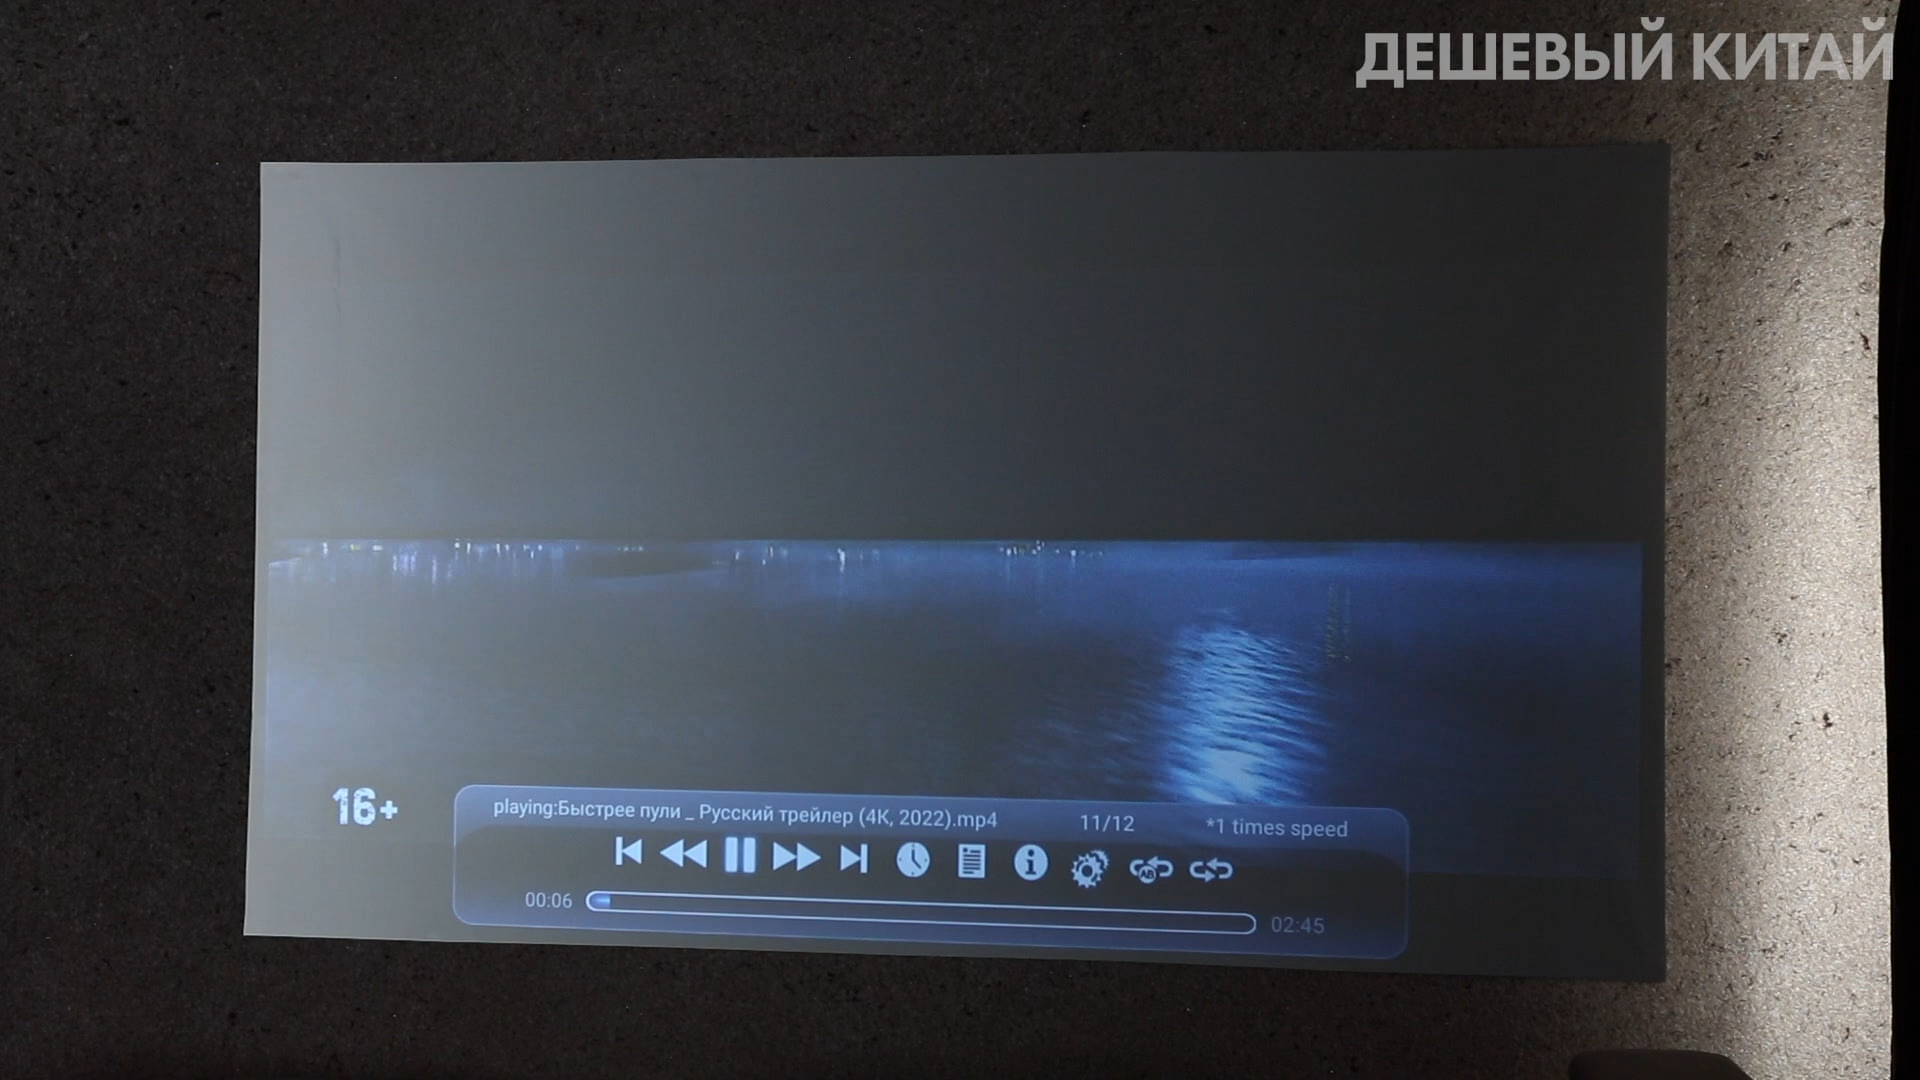 ДЕШЕВЫЙ КИТАЙ
16+
playing:Быстрее пули _ Русский трейлер (4K, 2022).mp4 11/12 *1 times speed
AB
00:06 02:45